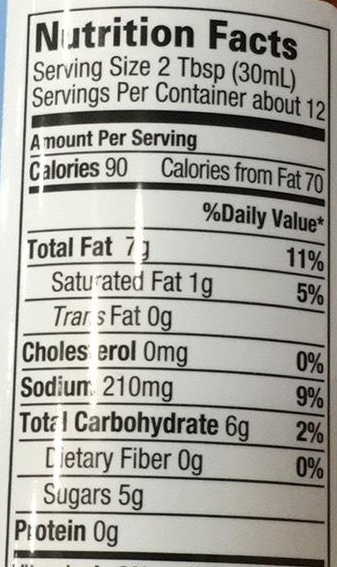 Nutrition Facts
Serving Size 2 Tbsp (30mL)
Servings Per Container about 12
Amount Per Serving
Calories 90 Calories from Fat 70
%Daily Value*
Total Fat 7g 11%
Saturated Fat 1g 5%
Trans Fat 0g
Cholesterol 0mg 0%
Sodium 210mg 9%
Total Carbohydrate 6g 2%
Dietary Fiber 0g 0%
Sugars 5g
Protein 0g